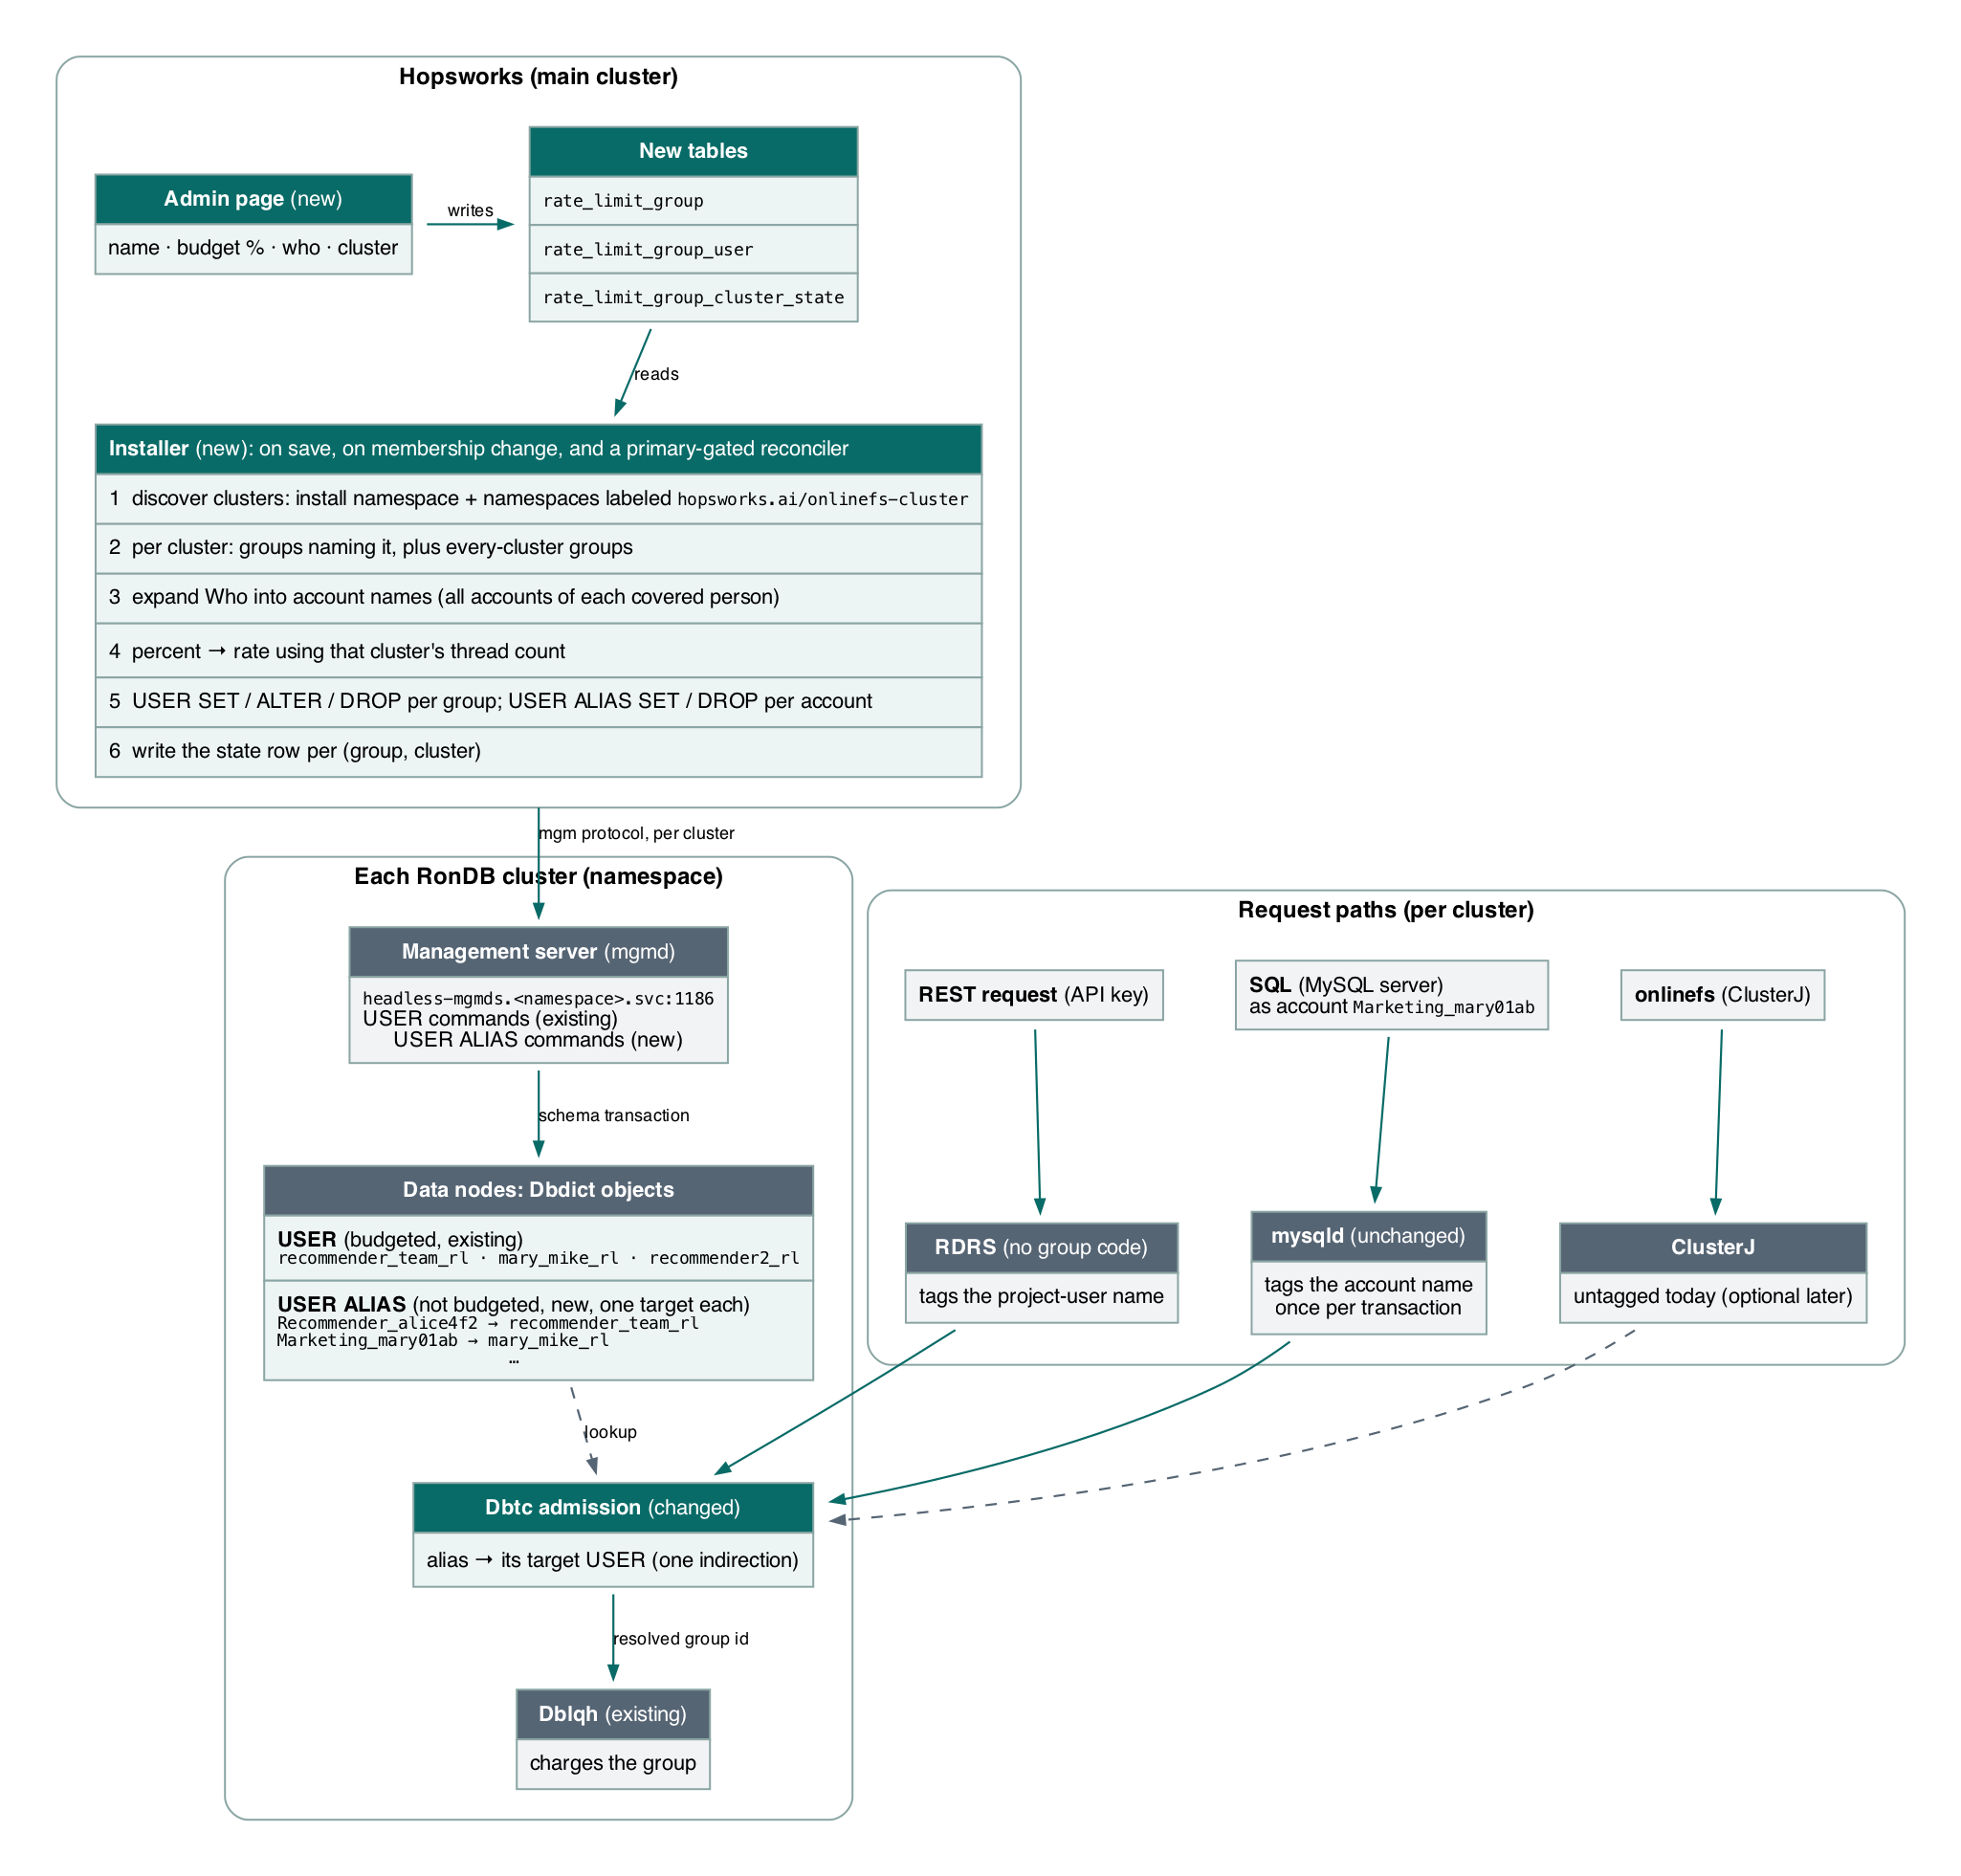 Hopsworks (main cluster)
Admin page (new)
name · budget % · who · cluster
writes
New tables
rate_limit_group
rate_limit_group_user
rate_limit_group_cluster_state
reads
Installer (new): on save, on membership change, and a primary-gated reconciler
1 discover clusters: install namespace + namespaces labeled hopsworks.ai/onlinefs-cluster
2 per cluster: groups naming it, plus every-cluster groups
3 expand Who into account names (all accounts of each covered person)
4 percent → rate using that cluster's thread count
5 USER SET / ALTER / DROP per group; USER ALIAS SET / DROP per account
6 write the state row per (group, cluster)
mgm protocol, per cluster
Each RonDB cluster (namespace)
Management server (mgmd)
headless-mgmds.<namespace>.svc:1186
USER commands (existing)
USER ALIAS commands (new)
schema transaction
Data nodes: Dbdict objects
USER (budgeted, existing)
recommender_team_rl · mary_mike_rl · recommender2_rl
USER ALIAS (not budgeted, new, one target each)
Recommender_alice4f2 → recommender_team_rl
Marketing_mary01ab → mary_mike_rl
…
lookup
Dbtc admission (changed)
alias → its target USER (one indirection)
resolved group id
Dblqh (existing)
charges the group
Request paths (per cluster)
REST request (API key)
SQL (MySQL server)
as account Marketing_mary01ab
onlinefs (ClusterJ)
RDRS (no group code)
tags the project-user name
mysqld (unchanged)
tags the account name
once per transaction
ClusterJ
untagged today (optional later)